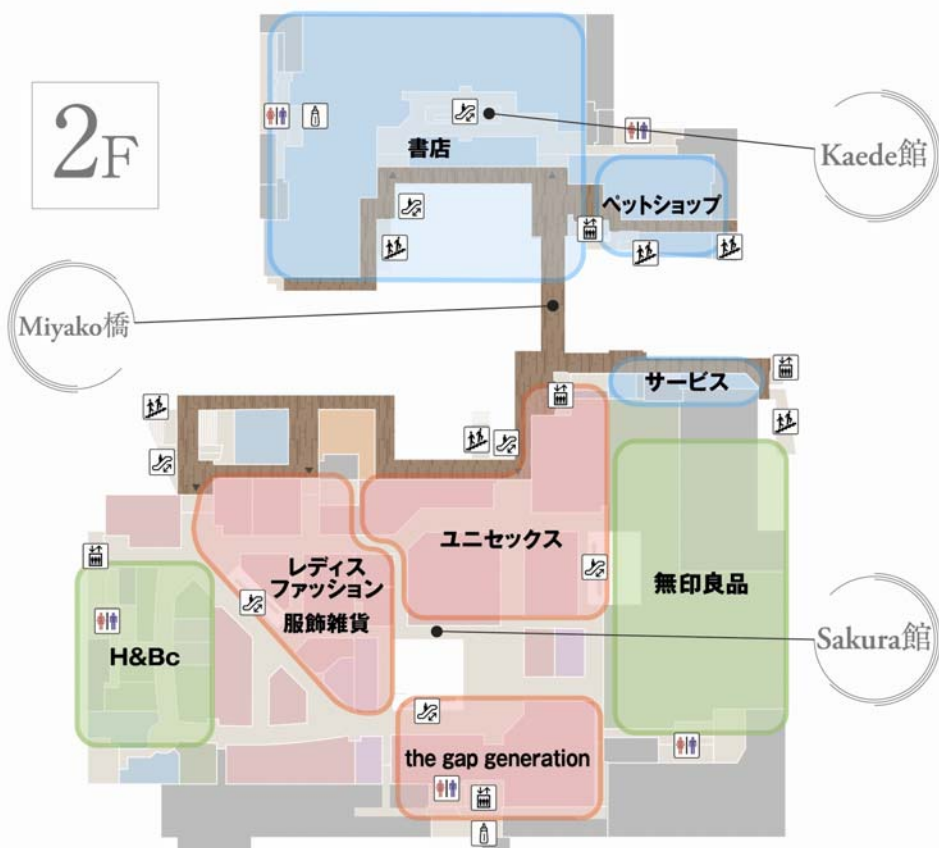 2F
Kaede館
書店
ペットショップ
Miyako橋
サービス
ユニセックス
レディス
ファッション
服飾雑貨
無印良品
H&Bc
Sakura館
the gap generation